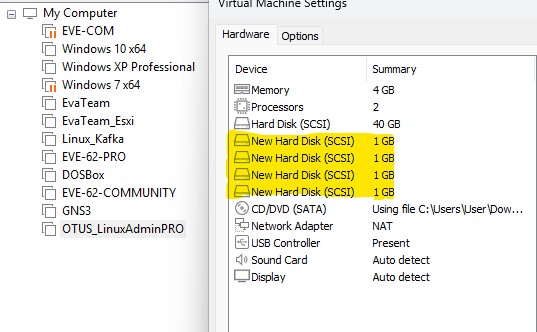 My Computer
EVE-COM
Windows 10 x64
Windows XP Professional
Windows 7 x64
EvaTeam
EvaTeam_Esxi
Linux_Kafka
EVE-62-PRO
DOSBox
EVE-62-COMMUNITY
GNS3
OTUS_LinuxAdminPRO
Virtual Machine Settings
Hardware Options
Device Summary
Memory 4 GB
Processors 2
Hard Disk (SCSI) 40 GB
New Hard Disk (SCSI) 1 GB
New Hard Disk (SCSI) 1 GB
New Hard Disk (SCSI) 1 GB
New Hard Disk (SCSI) 1 GB
CD/DVD (SATA) Using file C:\Users\User\Dow...
Network Adapter NAT
USB Controller Present
Sound Card Auto detect
Display Auto detect